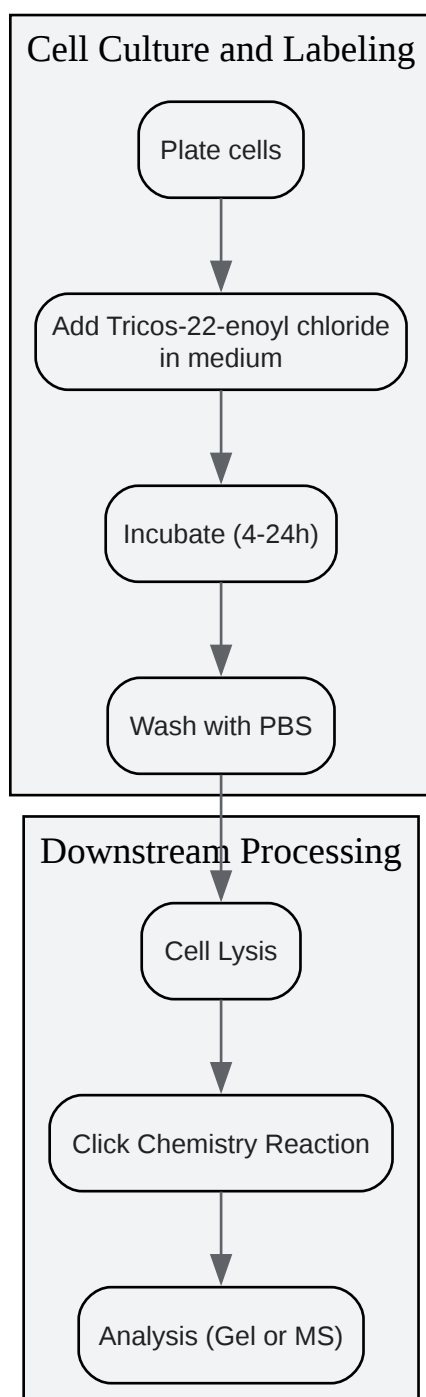 Cell Culture and Labeling
Plate cells
Add Tricos-22-enoyl chloride
in medium
Incubate (4-24h)
Wash with PBS
Downstream Processing
Cell Lysis
Click Chemistry Reaction
Analysis (Gel or MS)